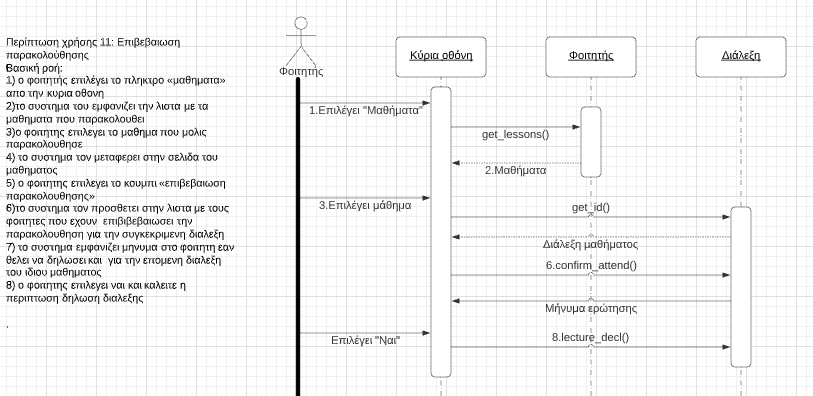 Περίπτωση χρήσης 11: Επιβεβαιωση
παρακολούθησης
Βασική ροή:
1) ο φοιτητής επιλέγει το πληκτρο «μαθηματα»
απο την κυρια οθονη
2)το συστημα του εμφανιζει την λιστα με τα
μαθηματα που παρακολουθει
3)ο φοιτητης επιλεγει το μαθημα που μολις
παρακολουθησε
4) το συστημα τον μεταφερει στην σελιδα του
μαθηματος
5) ο φοιτητης επιλεγει το κουμπι «επιβεβαιωση
παρακολουθησης»
6)το συστημα τον προσθετει στην λιστα με τους
φοιτητες που εχουν επιβιβεβαιωσει την
παρακολουθηση για την συγκεκριμενη διαλεξη
7) το συστημα εμφανιζει μηνυμα στο φοιτητη εαν
θελει να δηλωσει και για την επομενη διαλεξη
του ιδιου μαθηματος
8) ο φοιτητης επιλεγει ναι και καλειτε η
περιπτωση δηλωση διαλεξης
.
Φοιτητής
Κύρια οθόνη
Φοιτητής
Διάλεξη
1.Επιλέγει "Μαθήματα"
get_lessons()
2.Μαθήματα
3.Επιλέγει μάθημα
get_id()
Διάλεξη μαθήματος
6.confirm_attend()
Μήνυμα ερώτησης
Επιλέγει "Ναι"
8.lecture_decl()